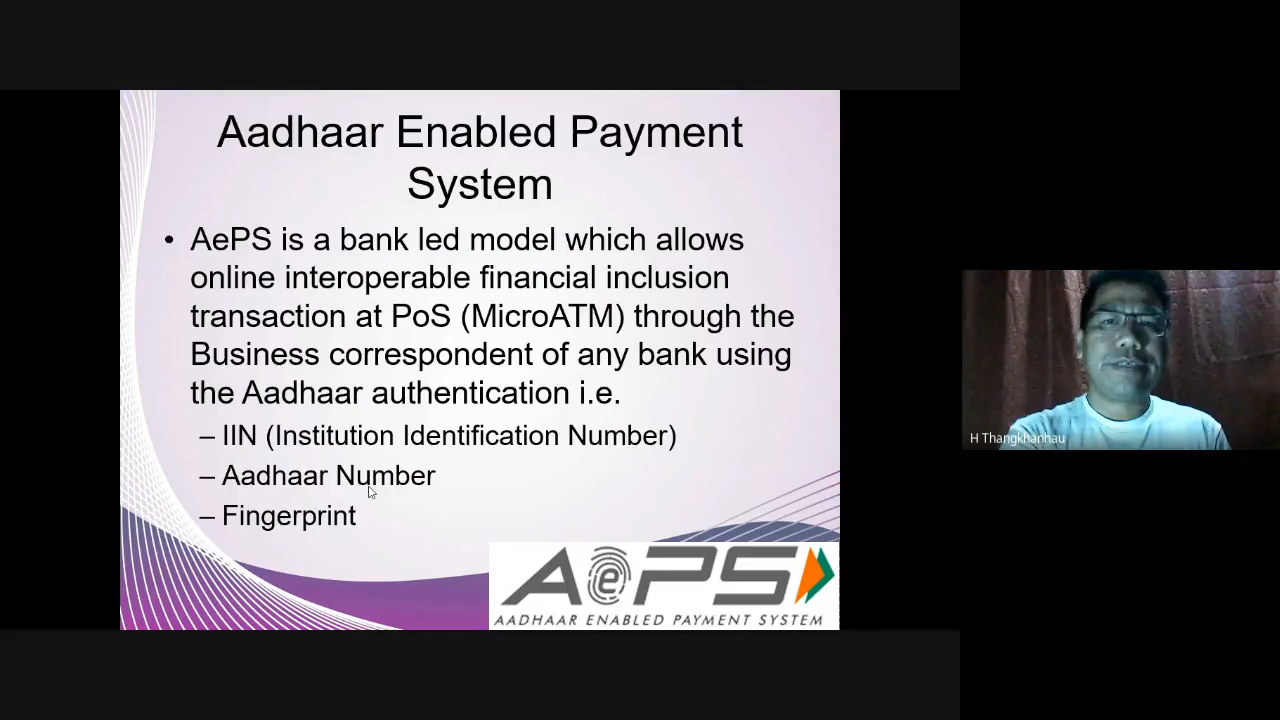 Aadhaar Enabled Payment
System
• AePS is a bank led model which allows
online interoperable financial inclusion
transaction at PoS (MicroATM) through the
Business correspondent of any bank using
the Aadhaar authentication i.e.
– IIN (Institution Identification Number)
– Aadhaar Number
– Fingerprint
AePS
AADHAAR ENABLED PAYMENT SYSTEM
H Thangkhanhau